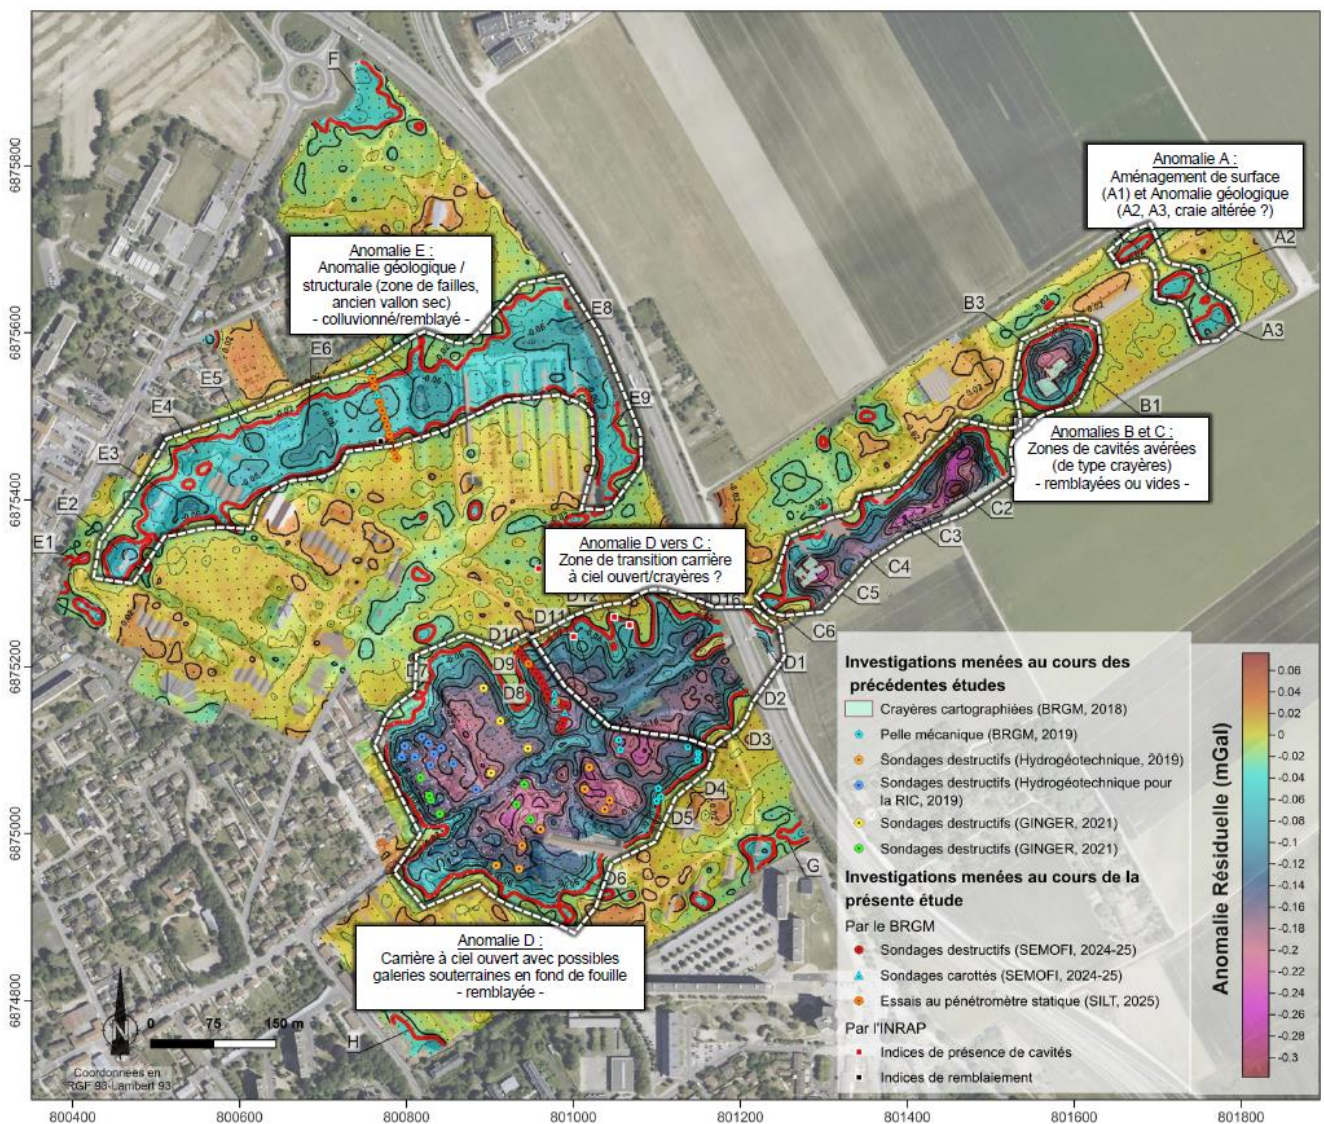 F
Anomalie A :
Aménagement de surface
(A1) et Anomalie géologique
(A2, A3, craie altérée ?)
A2
A3
Anomalie E :
Anomalie géologique /
structurale (zone de failles,
ancien vallon sec)
- colluvionné/remblayé -
E8
B3
E6
E5
E4
E9
B1
E3
Anomalies B et C :
Zones de cavités avérées
(de type crayères)
- remblayées ou vides -
E2
C2
E1
C3
Anomalie D vers C :
Zone de transition carrière
à ciel ouvert/crayères ?
C4
C5
D12
D16
D11
C6
D10
D1
D9
D7
D8
D2
D3
D4
D5
D6
G
H
Anomalie D :
Carrière à ciel ouvert avec possibles
galeries souterraines en fond de fouille
- remblayée -
Investigations menées au cours des
précédentes études
Crayères cartographiées (BRGM, 2018)
Pelle mécanique (BRGM, 2019)
Sondages destructifs (Hydrogéotechnique, 2019)
Sondages destructifs (Hydrogéotechnique pour
la RIC, 2019)
Sondages destructifs (GINGER, 2021)
Sondages destructifs (GINGER, 2021)
Investigations menées au cours de la
présente étude
Par le BRGM
Sondages destructifs (SEMOFI, 2024-25)
Sondages carottés (SEMOFI, 2024-25)
Essais au pénétromètre statique (SILT, 2025)
Par l'INRAP
Indices de présence de cavités
Indices de remblaiement
Anomalie Résiduelle (mGal)
0.06
0.04
0.02
0
-0.02
-0.04
-0.06
-0.08
-0.1
-0.12
-0.14
-0.16
-0.18
-0.2
-0.22
-0.24
-0.26
-0.28
-0.3
N
0 75 150 m
Coordonnées en
RGF 93-Lambert 93
6875800
6875600
6875400
6875200
6875000
6874800
800400 800600 800800 801000 801200 801400 801600 801800